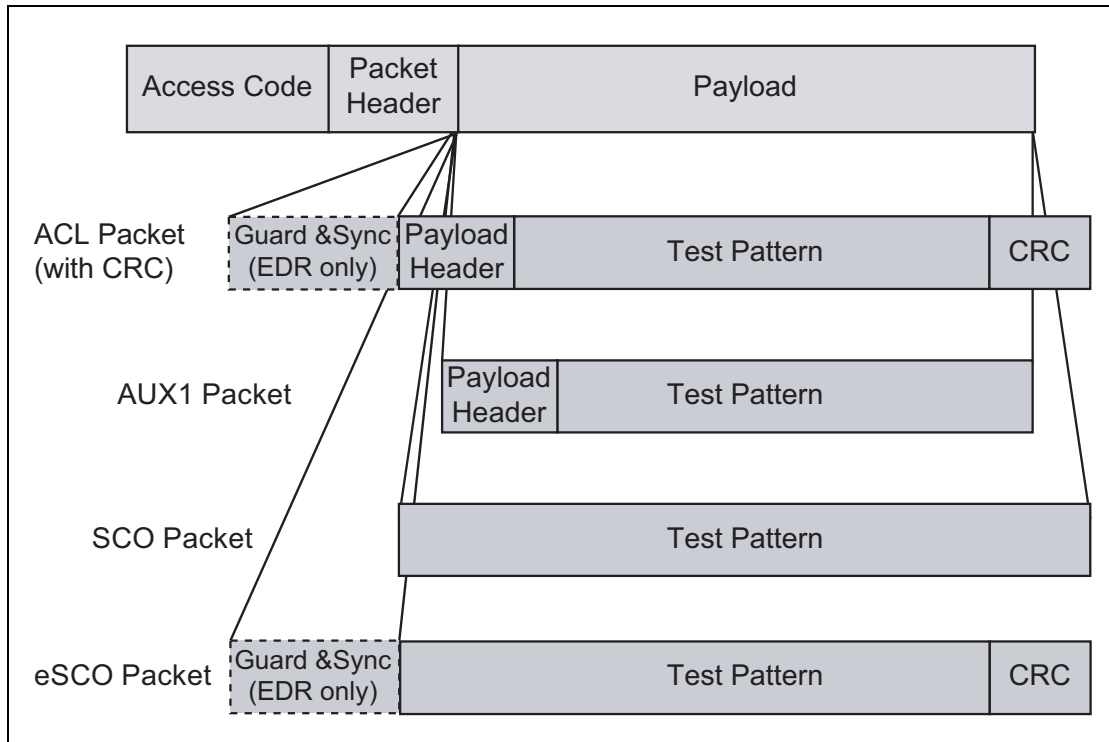 Access Code
Packet
Header
Payload
ACL Packet
(with CRC)
Guard &Sync
(EDR only)
Payload
Header
Test Pattern
CRC
AUX1 Packet
Payload
Header
Test Pattern
SCO Packet
Test Pattern
eSCO Packet
Guard &Sync
(EDR only)
Test Pattern
CRC